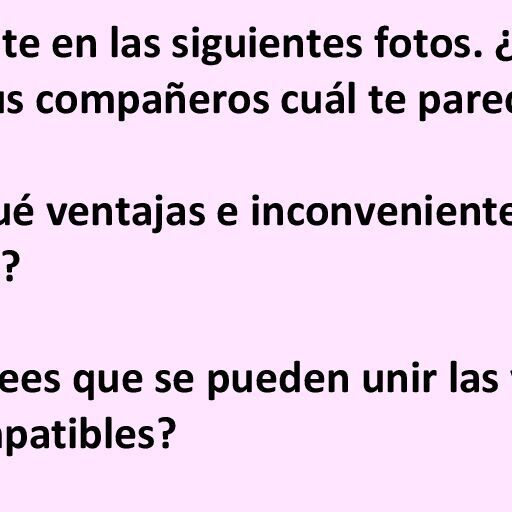 te en las siguientes fotos. ¿
us compañeros cuál te parec
ué ventajas e inconveniente
?
ees que se pueden unir las
patibles?